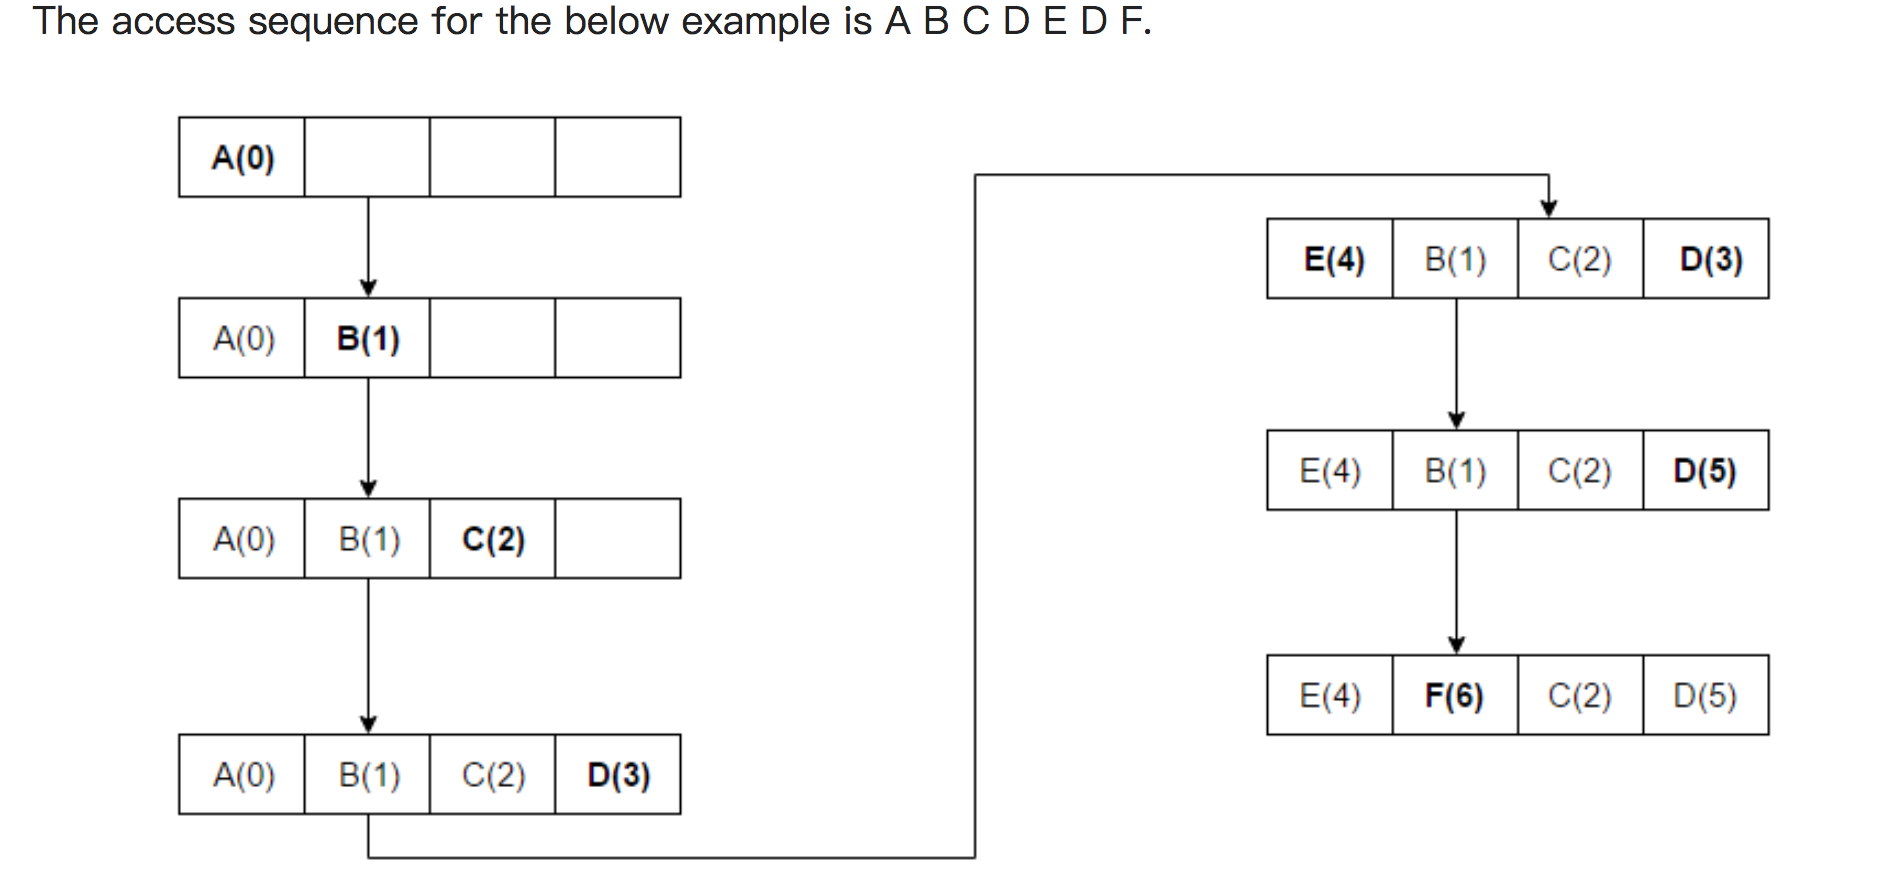 The access sequence for the below example is A B C D E D F.
A(0)
A(0) B(1)
A(0) B(1) C(2)
A(0) B(1) C(2) D(3)
E(4) B(1) C(2) D(3)
E(4) B(1) C(2) D(5)
E(4) F(6) C(2) D(5)